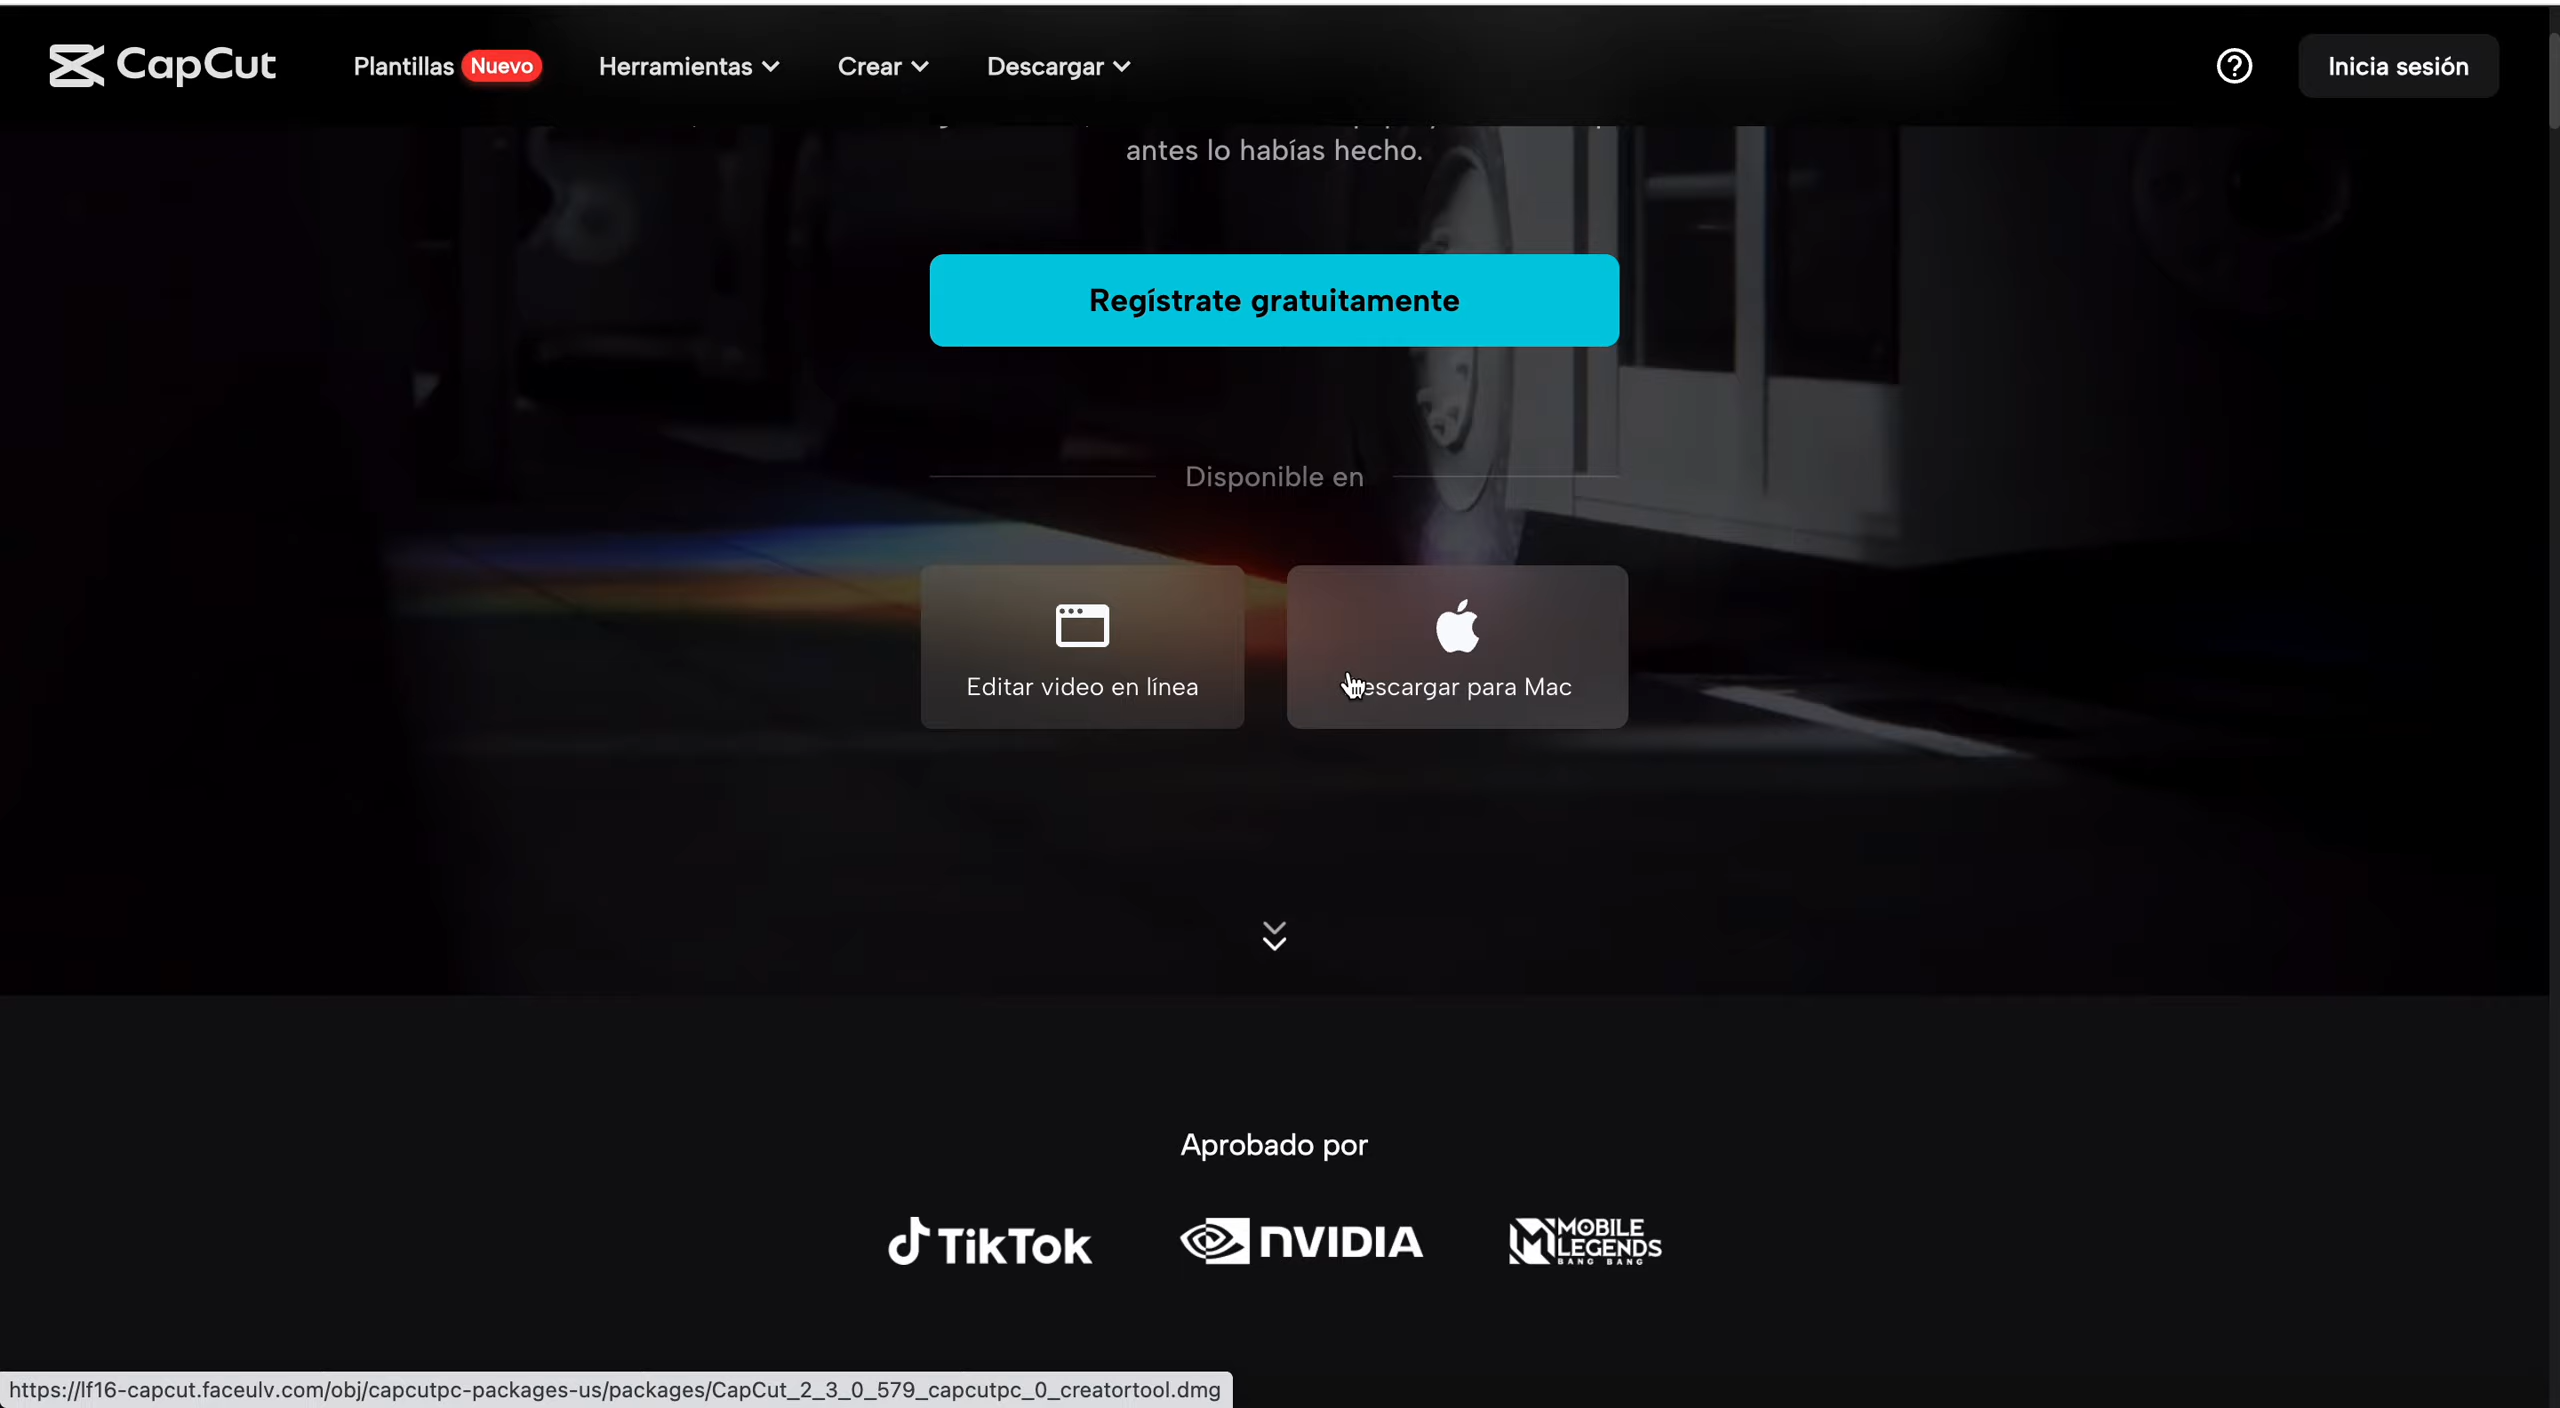 CapCut
Plantillas Nuevo
Herramientas
Crear
Descargar
Inicia sesión
antes lo habías hecho.
Regístrate gratuitamente
Disponible en
Editar video en línea
escargar para Mac
Aprobado por
TikTok
NVIDIA
MOBILE
LEGENDS
BANG BANG
https://lf16-capcut.faceulv.com/obj/capcutpc-packages-us/packages/CapCut_2_3_0_579_capcutpc_0_creatortool.dmg